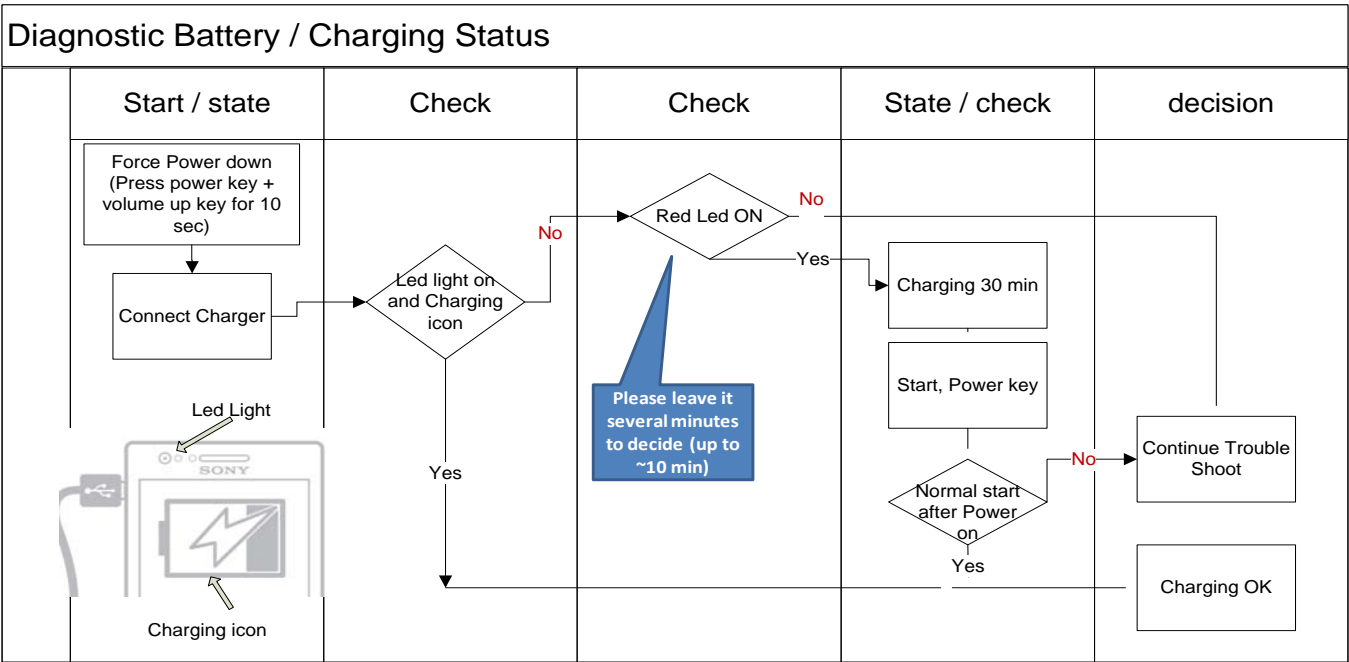 Diagnostic Battery / Charging Status
Start / state
Check
Check
State / check
decision
Force Power down
(Press power key +
volume up key for 10
sec)
Connect Charger
Led light on
and Charging
icon
No
Yes
Red Led ON
No
Yes
Please leave it
several minutes
to decide (up to
~10 min)
Charging 30 min
Start, Power key
Normal start
after Power
on
No
Yes
Continue Trouble
Shoot
Charging OK
Led Light
SONY
Charging icon